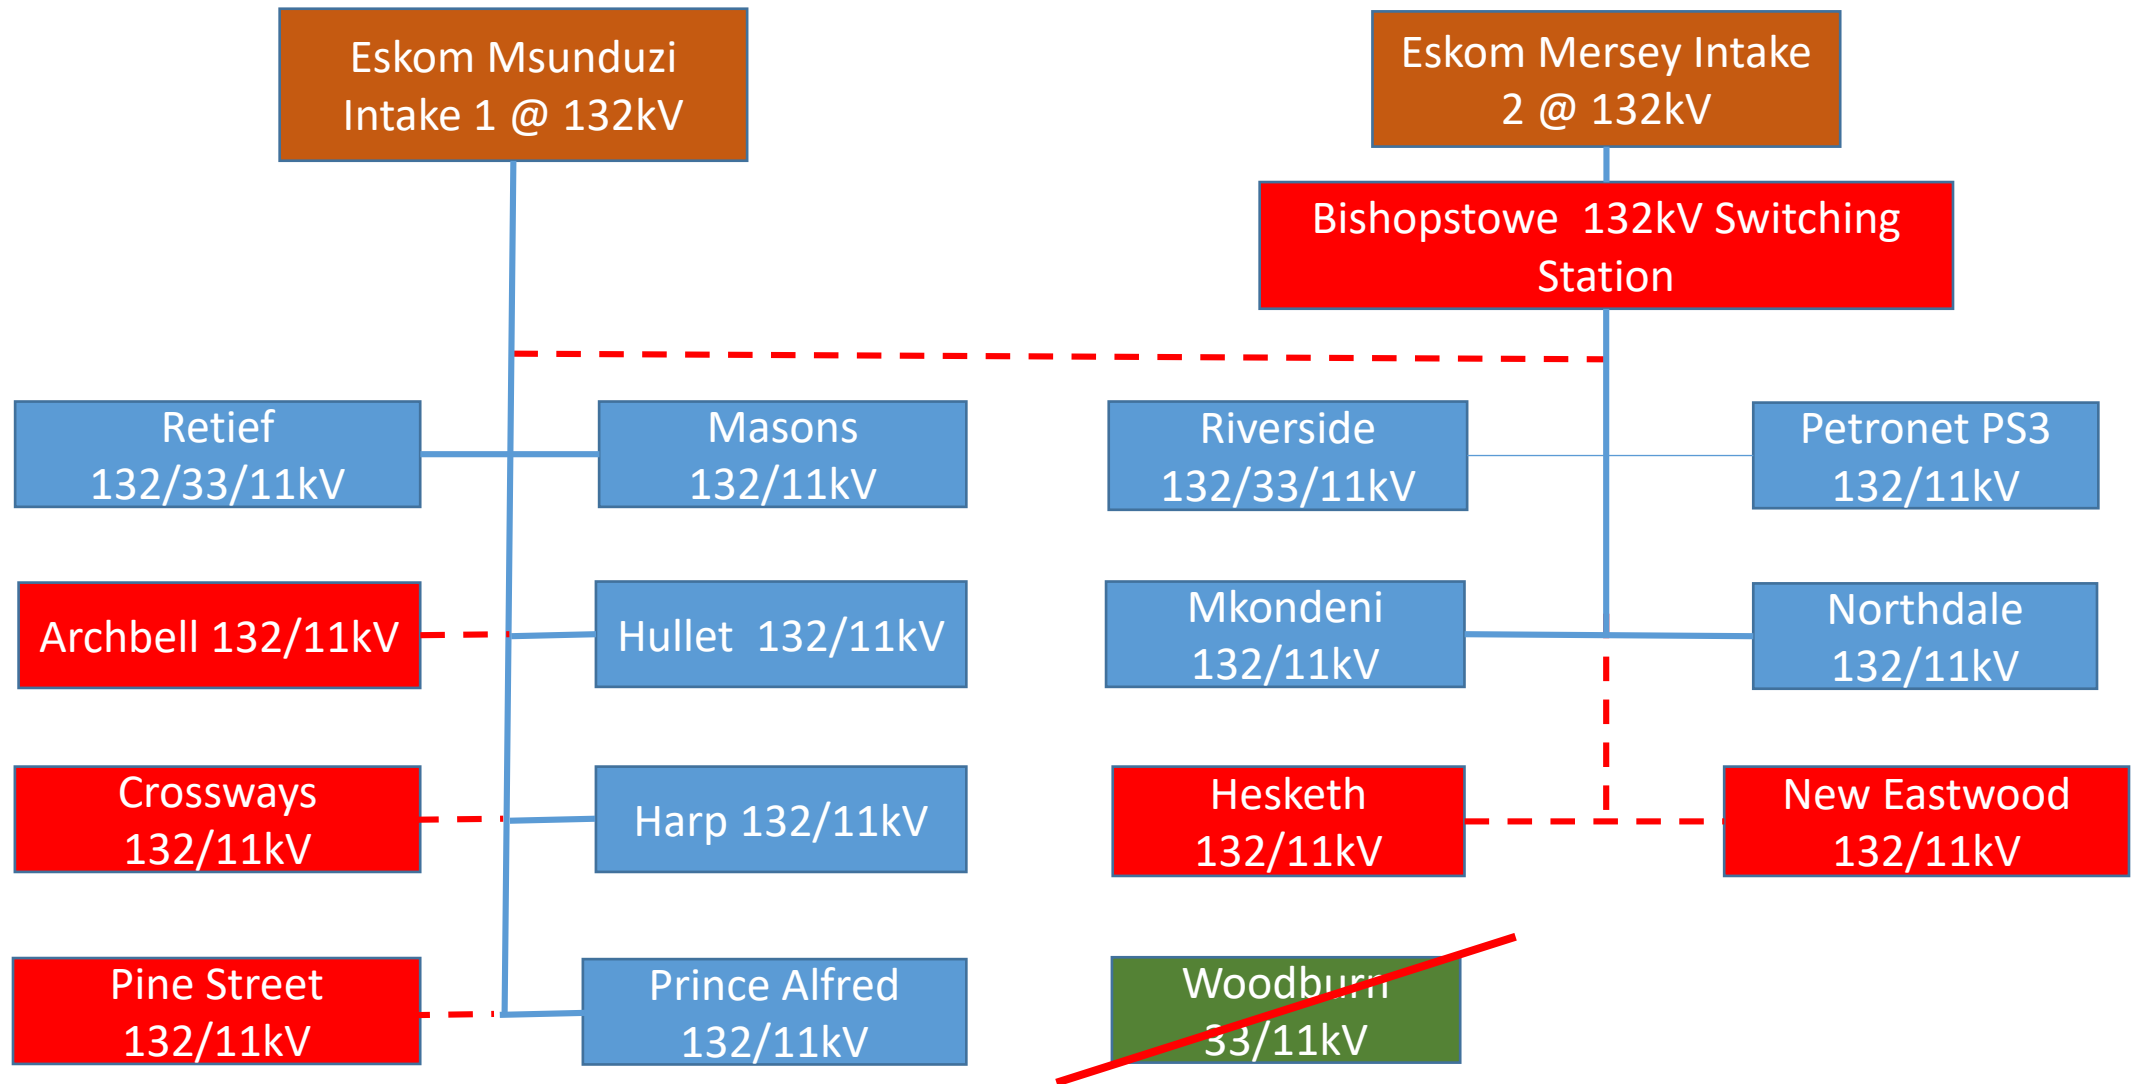 Eskom Msunduzi
Intake 1 @ 132kV
Eskom Mersey Intake
2 @ 132kV
Bishopstowe  132kV Switching
Station
Retief
132/33/11kV
Masons
132/11kV
Riverside
132/33/11kV
Petronet PS3
132/11kV
Archbell 132/11kV
Hullet  132/11kV
Mkondeni
132/11kV
Northdale
132/11kV
Crossways
132/11kV
Harp 132/11kV
Hesketh
132/11kV
New Eastwood
132/11kV
Pine Street
132/11kV
Prince Alfred
132/11kV
Woodburn
33/11kV